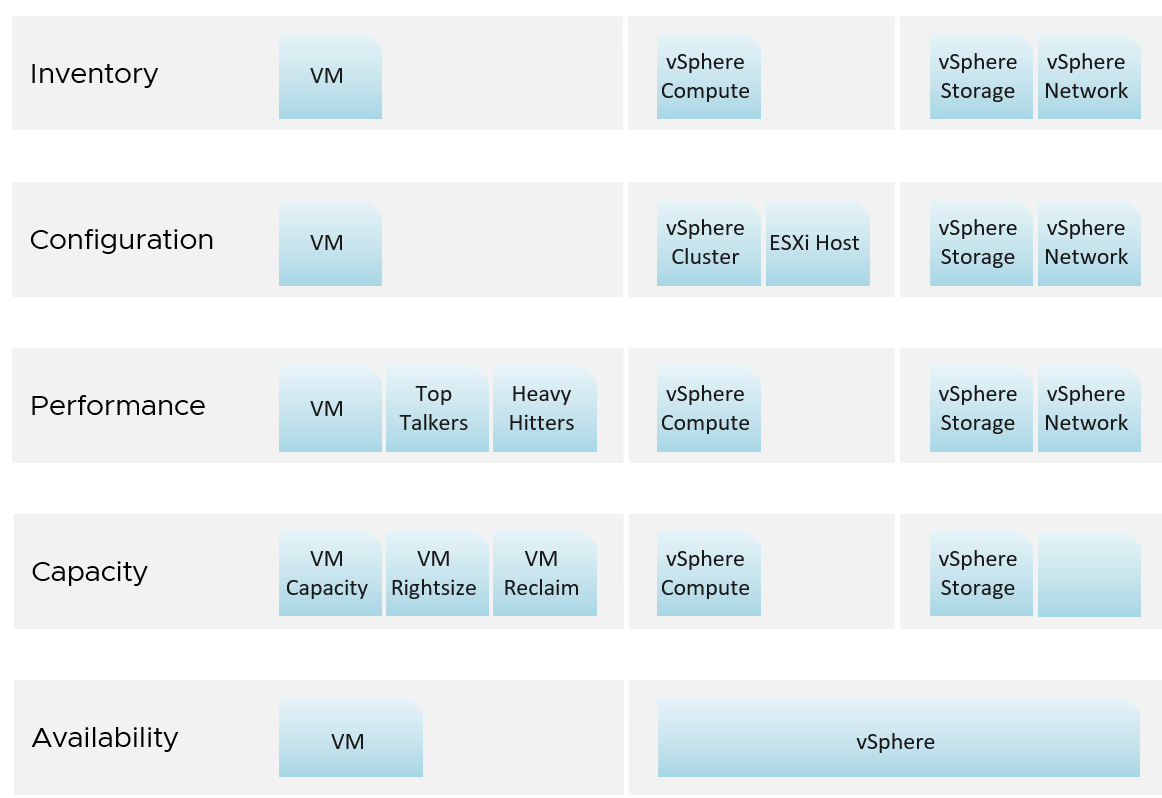 Inventory
VM
vSphere
Compute
vSphere
Storage
vSphere
Network
Configuration
VM
vSphere
Cluster
ESXi Host
vSphere
Storage
vSphere
Network
Performance
VM
Top
Talkers
Heavy
Hitters
vSphere
Compute
vSphere
Storage
vSphere
Network
Capacity
VM
Capacity
VM
Rightsize
VM
Reclaim
vSphere
Compute
vSphere
Storage
Availability
VM
vSphere